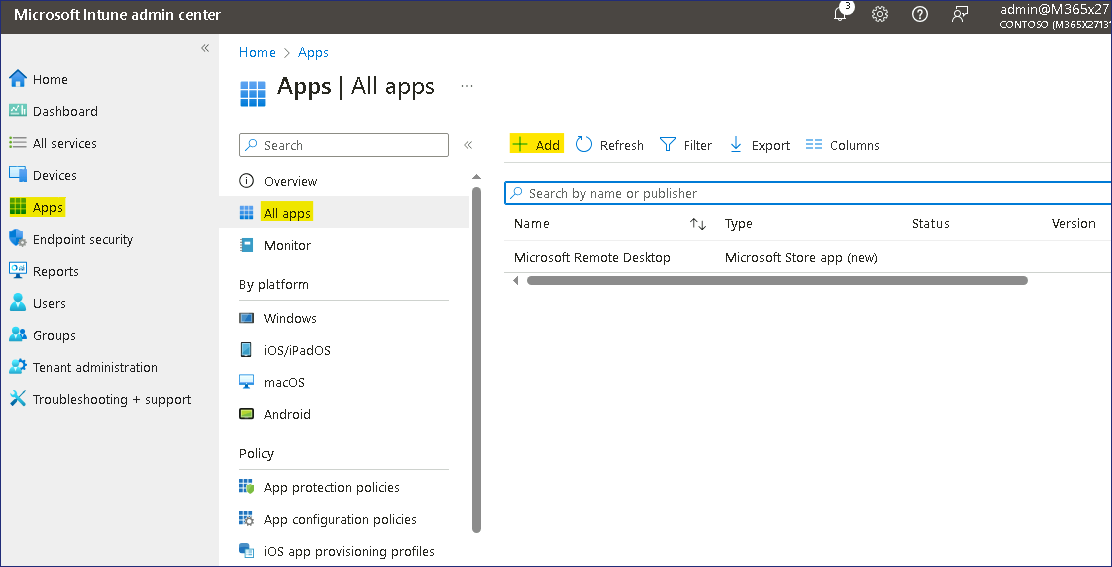 Microsoft Intune admin center
3
admin@M365x27
CONTOSO (M365X2713
Home
Dashboard
All services
Devices
Apps
Endpoint security
Reports
Users
Groups
Tenant administration
Troubleshooting + support
Home > Apps
Apps | All apps
...
Search
Overview
All apps
Monitor
By platform
Windows
iOS/iPadOS
macOS
Android
Policy
App protection policies
App configuration policies
iOS app provisioning profiles
Add Refresh Filter Export Columns
Search by name or publisher
Name Type Status Version
Microsoft Remote Desktop Microsoft Store app (new)